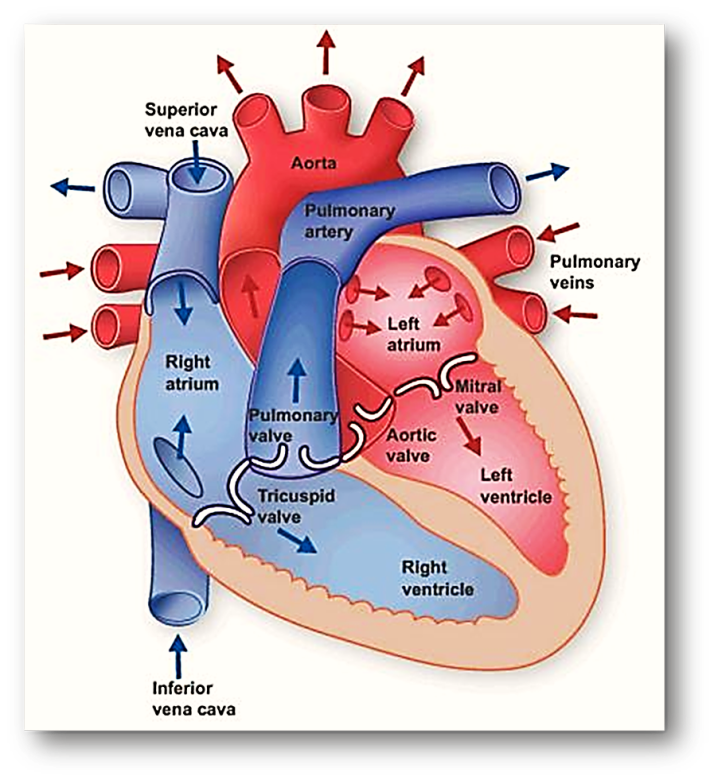 Superior
vena cava
Aorta
Pulmonary
artery
Pulmonary
veins
Left
atrium
Right
atrium
Mitral
valve
Pulmonary
valve
Aortic
valve
Left
ventricle
Tricuspid
valve
Right
ventricle
Inferior
vena cava